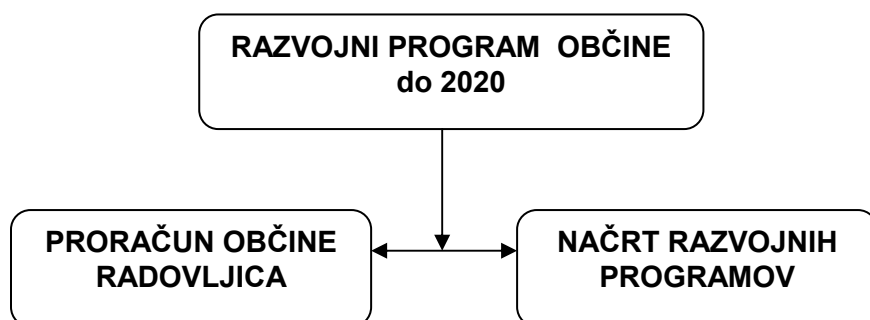 RAZVOJNI PROGRAM OBČINE
do 2020
PRORAČUN OBČINE
RADOVLJICA
NAČRT RAZVOJNIH
PROGRAMOV